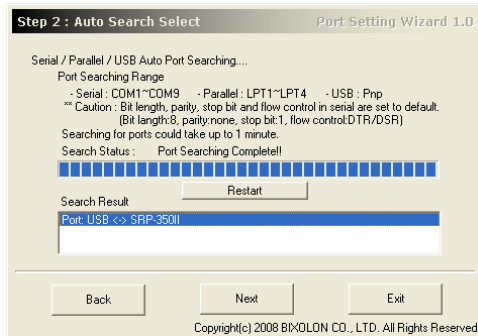 Step 2 : Auto Search Select
Port Setting Wizard 1.0
Serial / Parallel / USB Auto Port Searching....
Port Searching Range
- Serial : COM1~COM9 - Parallel : LPT1~LPT4 - USB : Pnp
** Caution : Bit length, parity, stop bit and flow control in serial are set to default.
(Bit length:8, parity:none, stop bit:1, flow control:DTR/DSR)
Searching for ports could take up to 1 minute.
Search Status : Port Searching Complete!!
Restart
Search Result
Port: USB <-> SRP-350II
Back Next Exit
Copyright(c) 2008 BIXOLON CO., LTD. All Rights Reserved